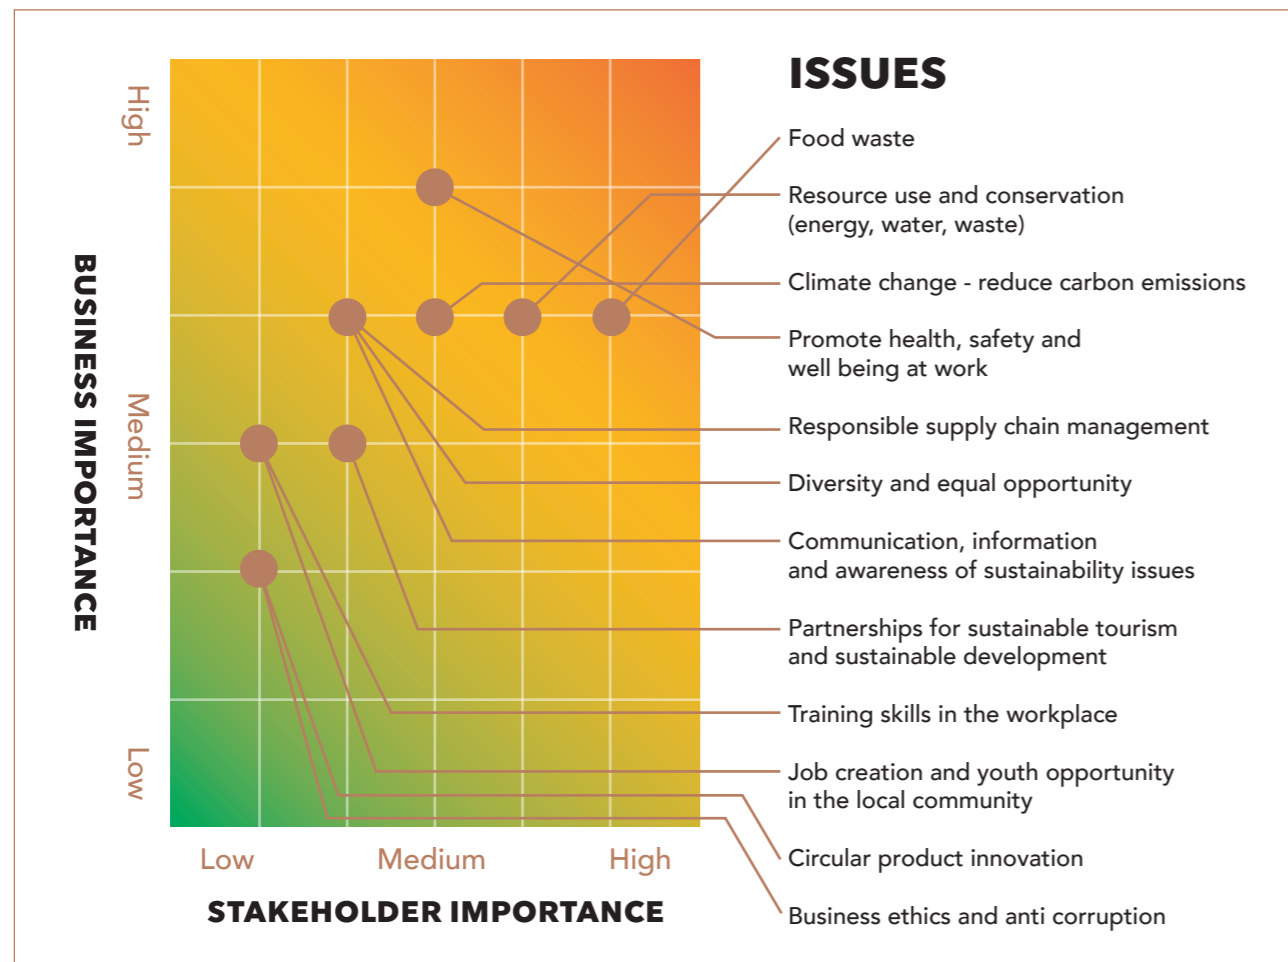 BUSINESS IMPORTANCE
High
Medium
Low
Low
Medium
High
STAKEHOLDER IMPORTANCE
ISSUES
Food waste
Resource use and conservation
(energy, water, waste)
Climate change - reduce carbon emissions
Promote health, safety and
well being at work
Responsible supply chain management
Diversity and equal opportunity
Communication, information
and awareness of sustainability issues
Partnerships for sustainable tourism
and sustainable development
Training skills in the workplace
Job creation and youth opportunity
in the local community
Circular product innovation
Business ethics and anti corruption